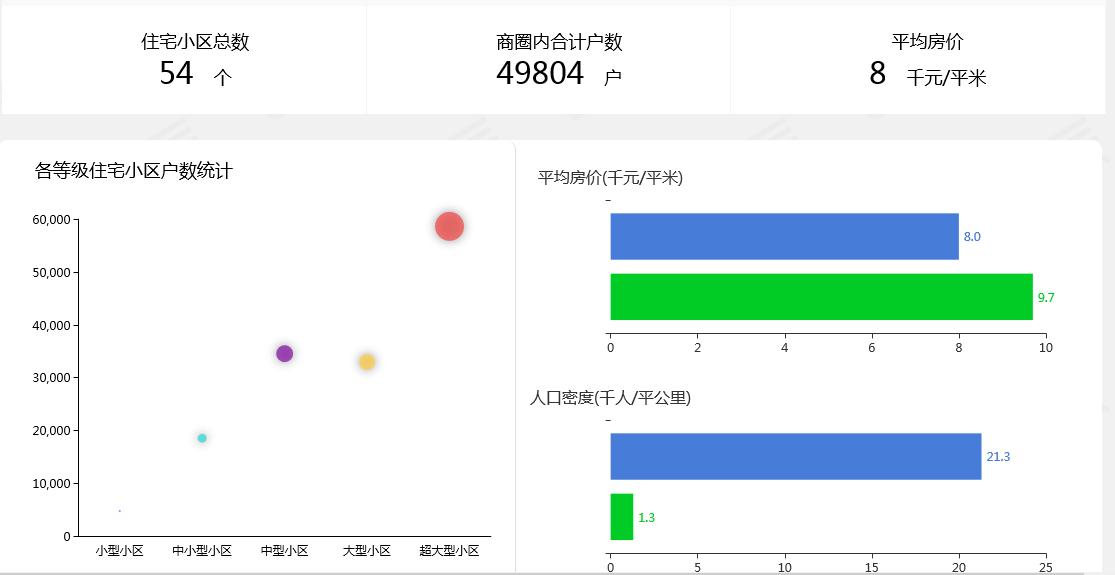 住宅小区总数
54 个
商圈内合计户数
49804 户
平均房价
8 千元/平米
各等级住宅小区户数统计
60,000
50,000
40,000
30,000
20,000
10,000
0
小型小区 中小型小区 中型小区 大型小区 超大型小区
平均房价(千元/平米)
8.0
9.7
0 2 4 6 8 10
人口密度(千人/平公里)
21.3
1.3
0 5 10 15 20 25